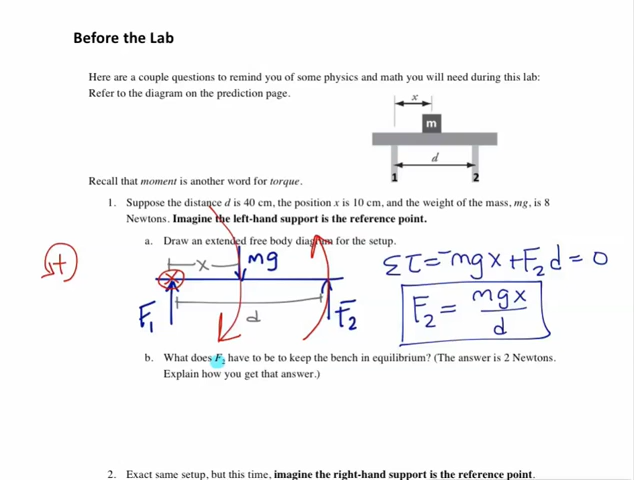 Before the Lab
Here are a couple questions to remind you of some physics and math you will need during this lab:
Refer to the diagram on the prediction page.
x
m
d
1 2
Recall that moment is another word for torque.
1. Suppose the distance d is 40 cm, the position x is 10 cm, and the weight of the mass, mg, is 8
Newtons. Imagine the left-hand support is the reference point.
a. Draw an extended free body diagram for the setup.
+
x
mg
F₁
d
F₂
Στ = -mgx + F₂d = 0
F₂ = mgx / d
b. What does F₂ have to be to keep the bench in equilibrium? (The answer is 2 Newtons.
Explain how you get that answer.)
2. Exact same setup, but this time, imagine the right-hand support is the reference point.